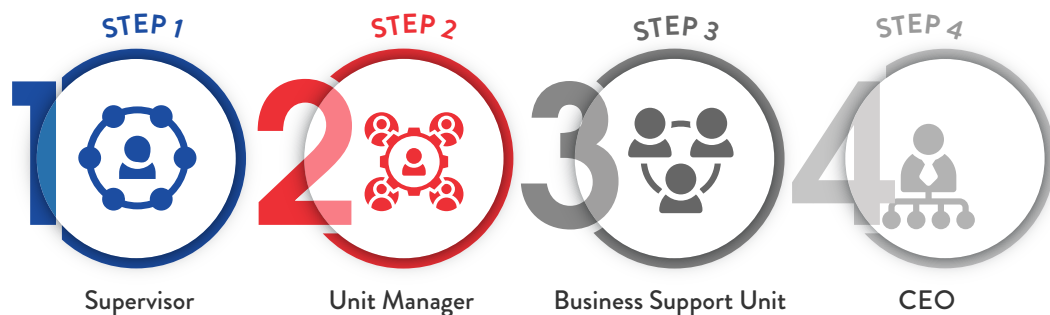 STEP 1
STEP 2
STEP 3
STEP 4
1
2
3
4
Supervisor
Unit Manager
Business Support Unit
CEO